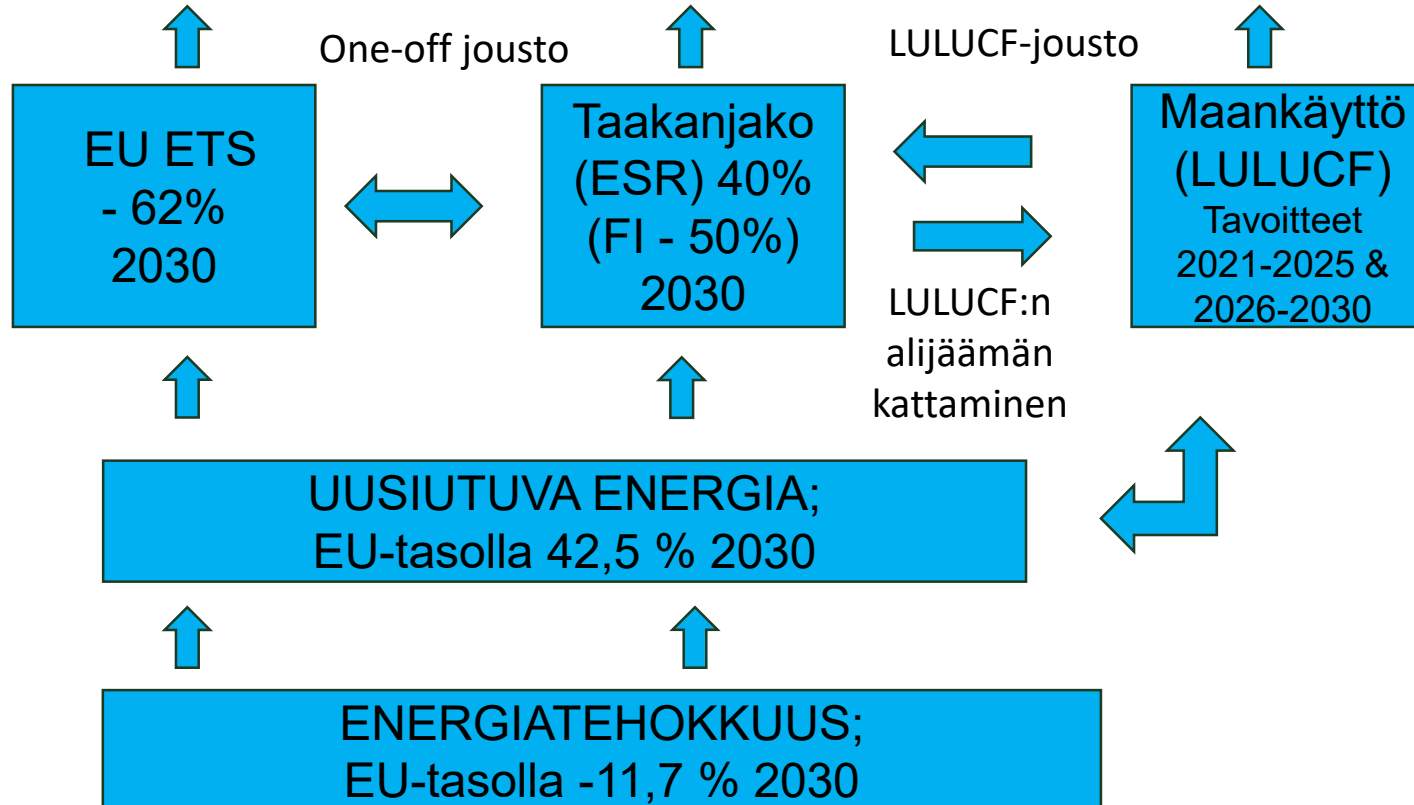 One-off jousto
LULUCF-jousto
EU ETS
- 62%
2030
Taakanjako
(ESR) 40%
(FI - 50%)
2030
Maankäyttö
(LULUCF)
Tavoitteet
2021-2025 &
2026-2030
LULUCF:n
alijäämän
kattaminen
UUSIUTUVA ENERGIA;
EU-tasolla 42,5 % 2030
ENERGIATEHOKKUUS;
EU-tasolla -11,7 % 2030